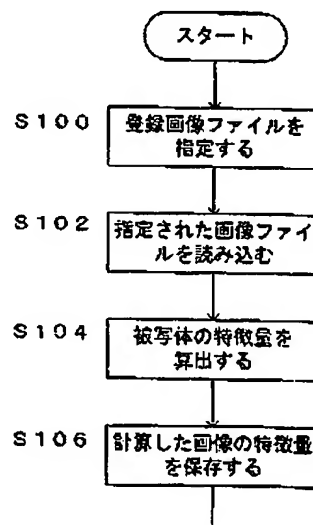 スタート
S100
登録画像ファイルを
指定する
S102
指定された画像ファイ
ルを読み込む
S104
被写体の特徴量を
算出する
S106
計算した画像の特徴量
を保存する